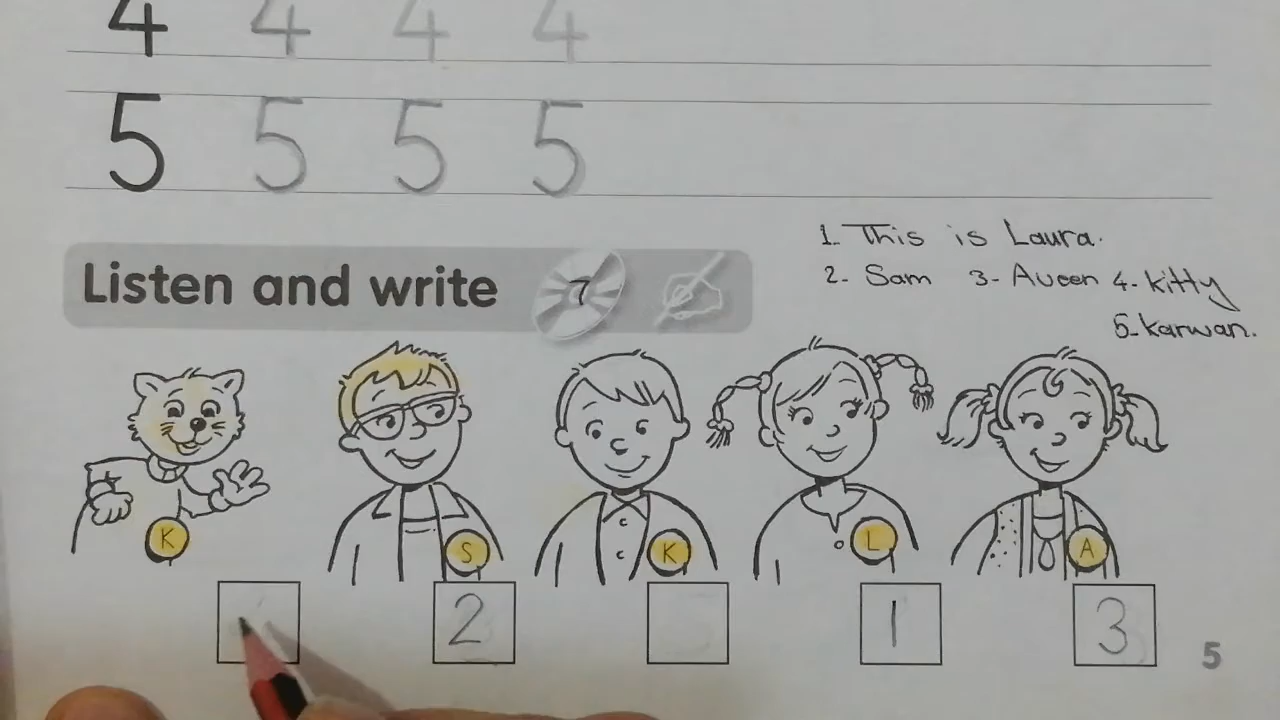 4 4 4 4
5 5 5 5
1. This is Laura.
Listen and write 7
2. Sam 3. Aveen 4. Kitty
5. Karwan.
K S K L A
2 1 3
5